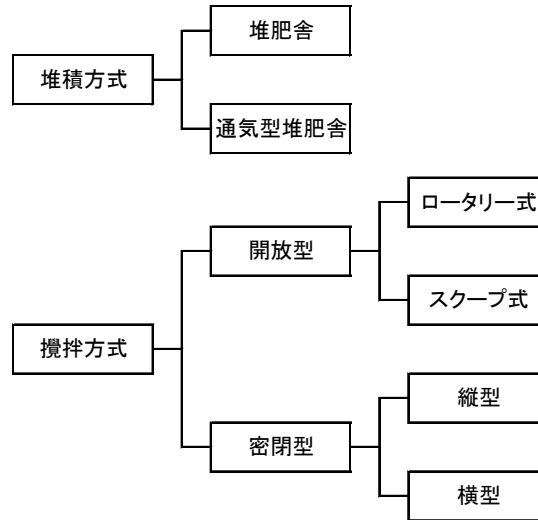 堆肥舎
堆積方式
通気型堆肥舎
ロータリー式
開放型
スクープ式
攪拌方式
縦型
密閉型
横型